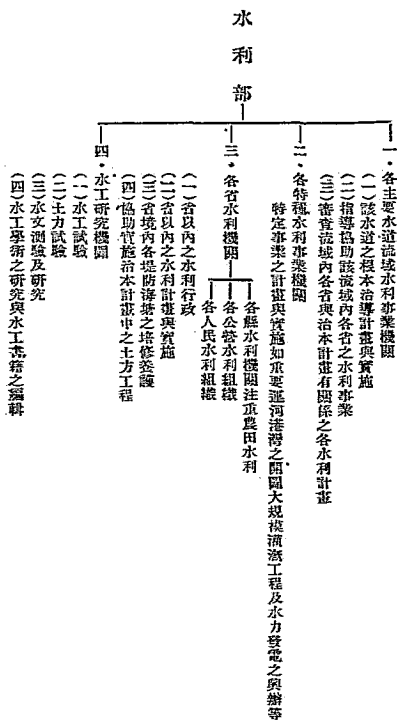 水利部
一・各主要水道流域水利事業機關
(一)該水道之根本治導計畫與實施
(二)指導協助該流域內各省之水利事業
(三)審查流域內各省與治本計畫有關係之各水利計畫
二・各特種水利事業機關
特定事業之計畫與實施如重要運河港灣之開闢大規模灌漑工程及水力發電之興辦等
三・各省水利機關
各縣水利機關注重農田水利
各公營水利組織
各人民水利組織
(一)省以內之水利行政
(二)省以內之水利計畫與實施
(三)省境內各堤防海塘之培修養護
(四)協助實施治本計畫中之土方工程
四・水工研究機關
(一)水工試驗
(二)土力試驗
(三)水文測驗及研究
(四)水工學術之研究與水工書籍之編輯